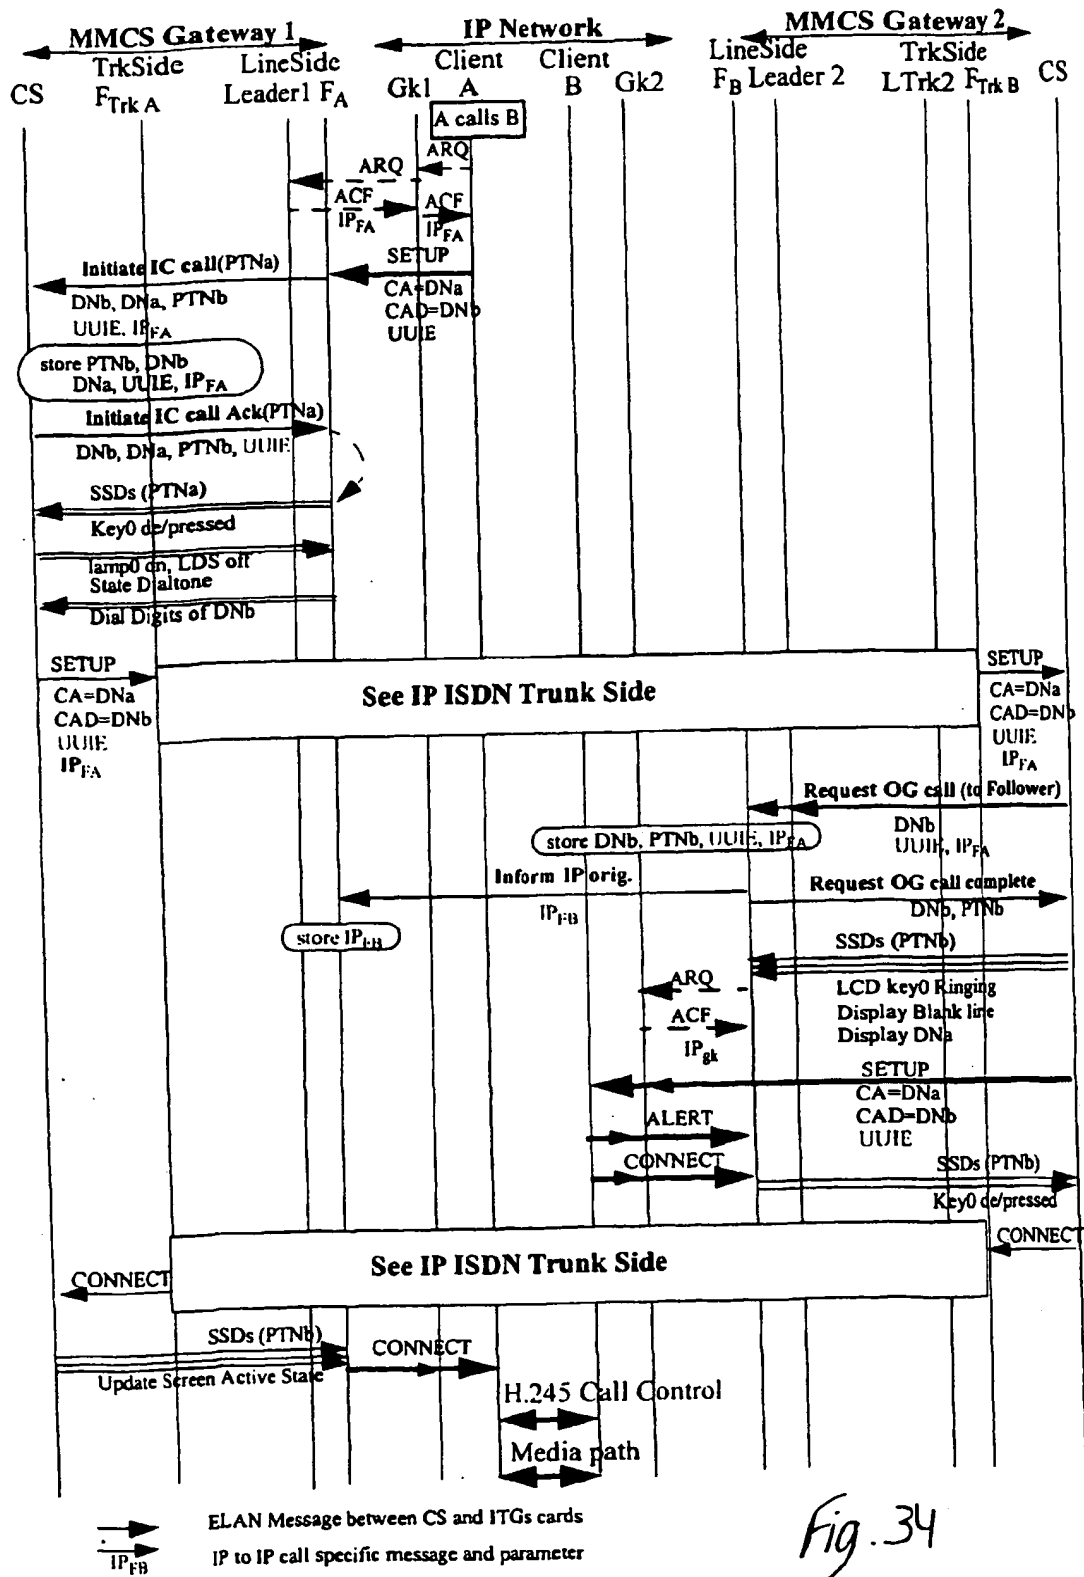 MMCS Gateway 1
IP Network
MMCS Gateway 2
CS
TrkSide
F_Trk A
LineSide
Leader1
F_A
Gk1
Client
A
Client
B
Gk2
LineSide
F_B Leader 2
TrkSide
LTrk2
F_Trk B
CS
A calls B
ARQ
ARQ
ACF
IP_FA
ACF
IP_FA
SETUP
CA=DNa
CAD=DNb
UUIE
Initiate IC call(PTNa)
DNb, DNa, PTNb
UUIE, IP_FA
store PTNb, DNb
DNa, UUIE, IP_FA
Initiate IC call Ack(PTNa)
DNb, DNa, PTNb, UUIE
SSDs (PTNa)
Key0 de/pressed
lamp0 on, LDS off
State Dialtone
Dial Digits of DNb
SETUP
CA=DNa
CAD=DNb
UUIE
IP_FA
See IP ISDN Trunk Side
SETUP
CA=DNa
CAD=DNb
UUIE
IP_FA
Request OG call (to Follower)
DNb
UUIE, IP_FA
store DNb, PTNb, UUIE, IP_FA
Inform IP orig.
IP_FB
Request OG call complete
DNb, PTNb
store IP_FB
SSDs (PTNb)
LCD key0 Ringing
Display Blank line
Display DNa
ARQ
ACF
IP_gk
SETUP
CA=DNa
CAD=DNb
UUIE
ALERT
CONNECT
SSDs (PTNb)
Key0 de/pressed
CONNECT
See IP ISDN Trunk Side
CONNECT
SSDs (PTNb)
Update Screen Active State
CONNECT
H.245 Call Control
Media path
ELAN Message between CS and ITGs cards
IP_FB
IP to IP call specific message and parameter
Fig. 34